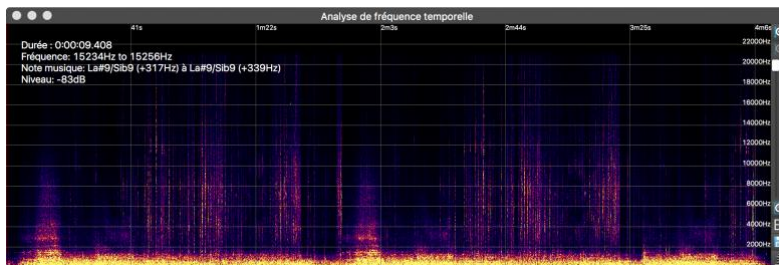 Analyse de fréquence temporelle
41s 1m22s 2m3s 2m44s 3m25s 4m6s
Durée : 0:00:09.408
Fréquence: 15234Hz to 15256Hz
Note musique: La#9/Sib9 (+317Hz) à La#9/Sib9 (+339Hz)
Niveau: -83dB
22000Hz
20000Hz
18000Hz
16000Hz
14000Hz
12000Hz
10000Hz
8000Hz
6000Hz
4000Hz
2000Hz